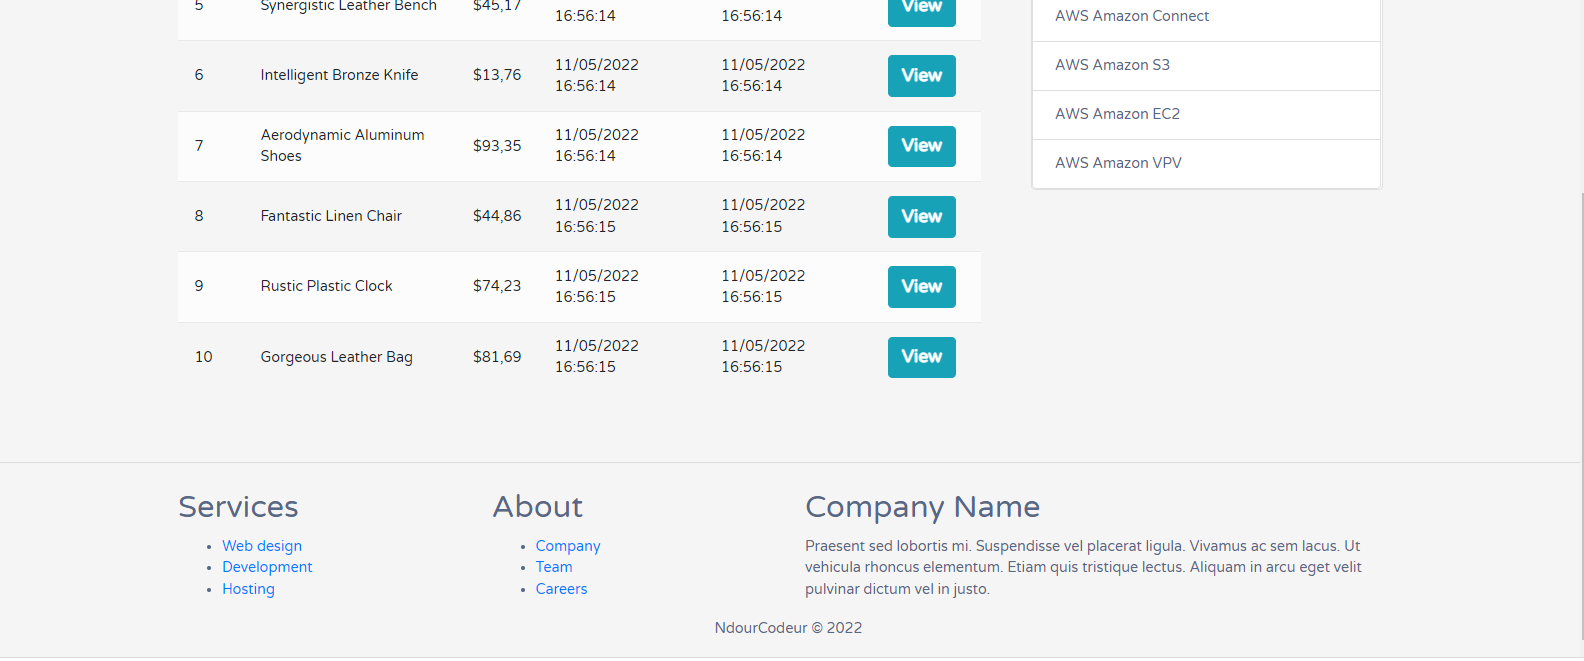 5 Synergistic Leather Bench $45,17 16:56:14 16:56:14 View
6 Intelligent Bronze Knife $13,76 11/05/2022 16:56:14 11/05/2022 16:56:14 View
7 Aerodynamic Aluminum Shoes $93,35 11/05/2022 16:56:14 11/05/2022 16:56:14 View
8 Fantastic Linen Chair $44,86 11/05/2022 16:56:15 11/05/2022 16:56:15 View
9 Rustic Plastic Clock $74,23 11/05/2022 16:56:15 11/05/2022 16:56:15 View
10 Gorgeous Leather Bag $81,69 11/05/2022 16:56:15 11/05/2022 16:56:15 View
AWS Amazon Connect
AWS Amazon S3
AWS Amazon EC2
AWS Amazon VPV
Services
Web design
Development
Hosting
About
Company
Team
Careers
Company Name
Praesent sed lobortis mi. Suspendisse vel placerat ligula. Vivamus ac sem lacus. Ut
vehicula rhoncus elementum. Etiam quis tristique lectus. Aliquam in arcu eget velit
pulvinar dictum vel in justo.
NdourCodeur © 2022